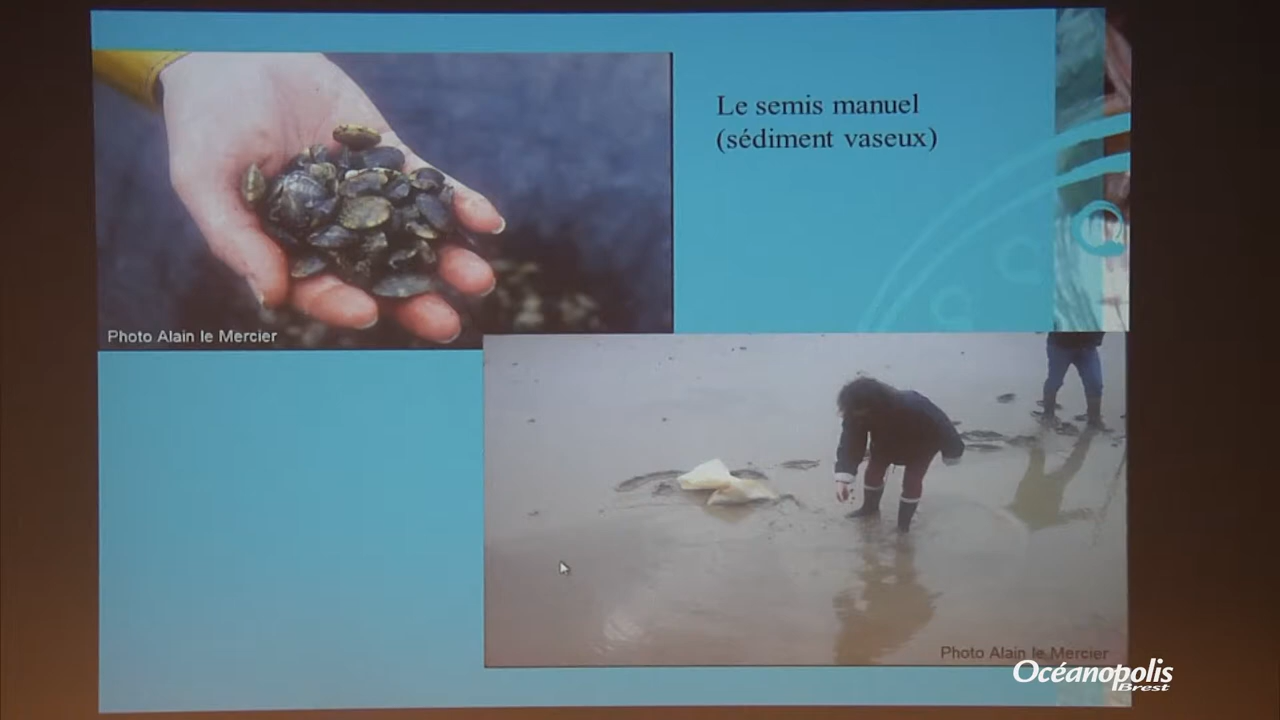 Le semis manuel
(sédiment vaseux)
Photo Alain le Mercier
Photo Alain le Mercier
Océanopolis
Brest